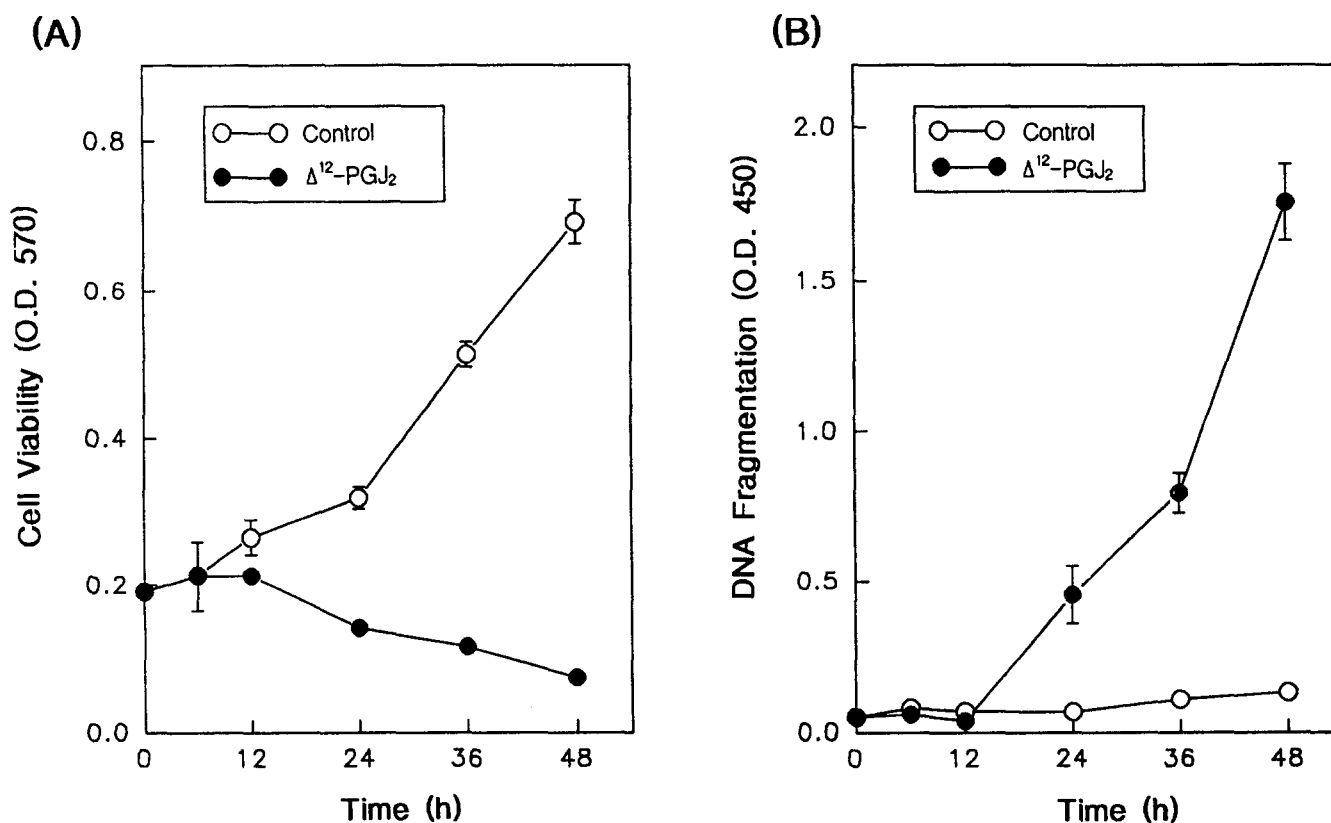 (A)
Cell Viability (O.D. 570)
0.8
0.6
0.4
0.2
0.0
Control
Δ¹²-PGJ₂
0 12 24 36 48
Time (h)
(B)
DNA Fragmentation (O.D. 450)
2.0
1.5
1.0
0.5
0.0
Control
Δ¹²-PGJ₂
0 12 24 36 48
Time (h)